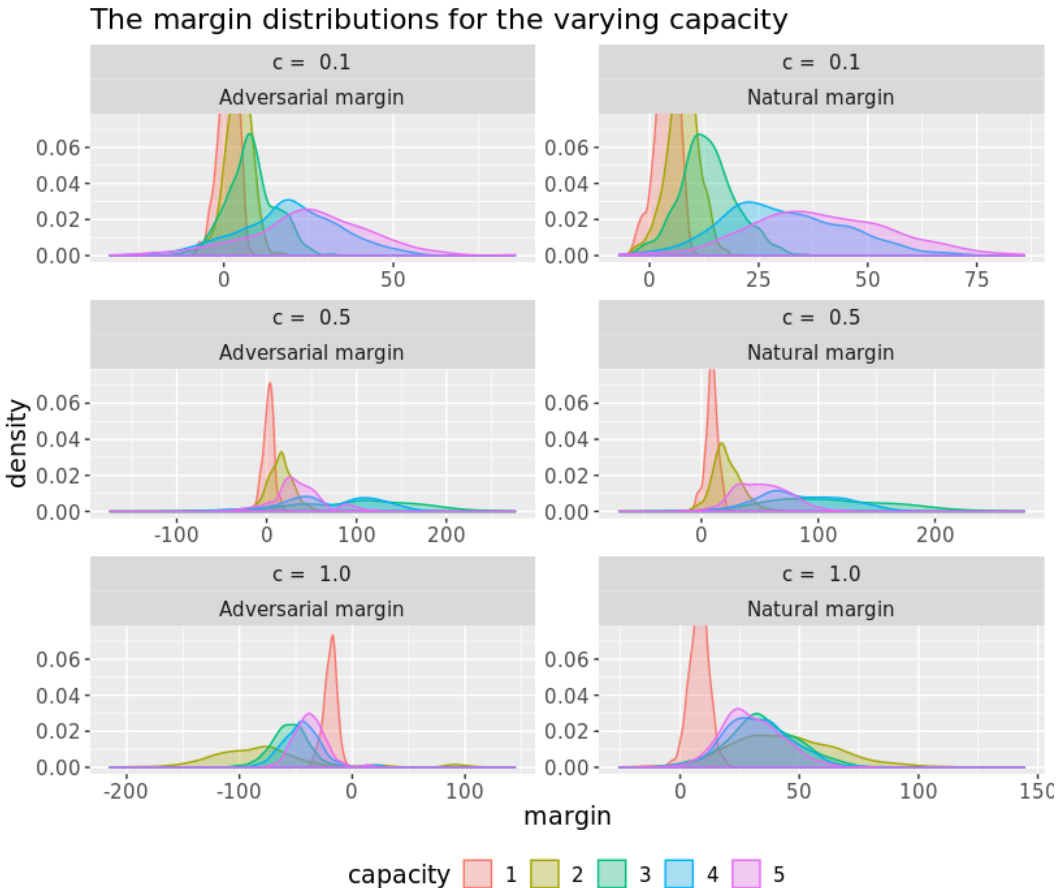 The margin distributions for the varying capacity
c = 0.1
Adversarial margin
c = 0.1
Natural margin
0.06
0.04
0.02
0.00
0 50
0.06
0.04
0.02
0.00
0 25 50 75
c = 0.5
Adversarial margin
c = 0.5
Natural margin
density
0.06
0.04
0.02
0.00
-100 0 100 200
0.06
0.04
0.02
0.00
0 100 200
c = 1.0
Adversarial margin
c = 1.0
Natural margin
0.06
0.04
0.02
0.00
-200 -100 0 100
0.06
0.04
0.02
0.00
0 50 100 150
margin
capacity 1 2 3 4 5